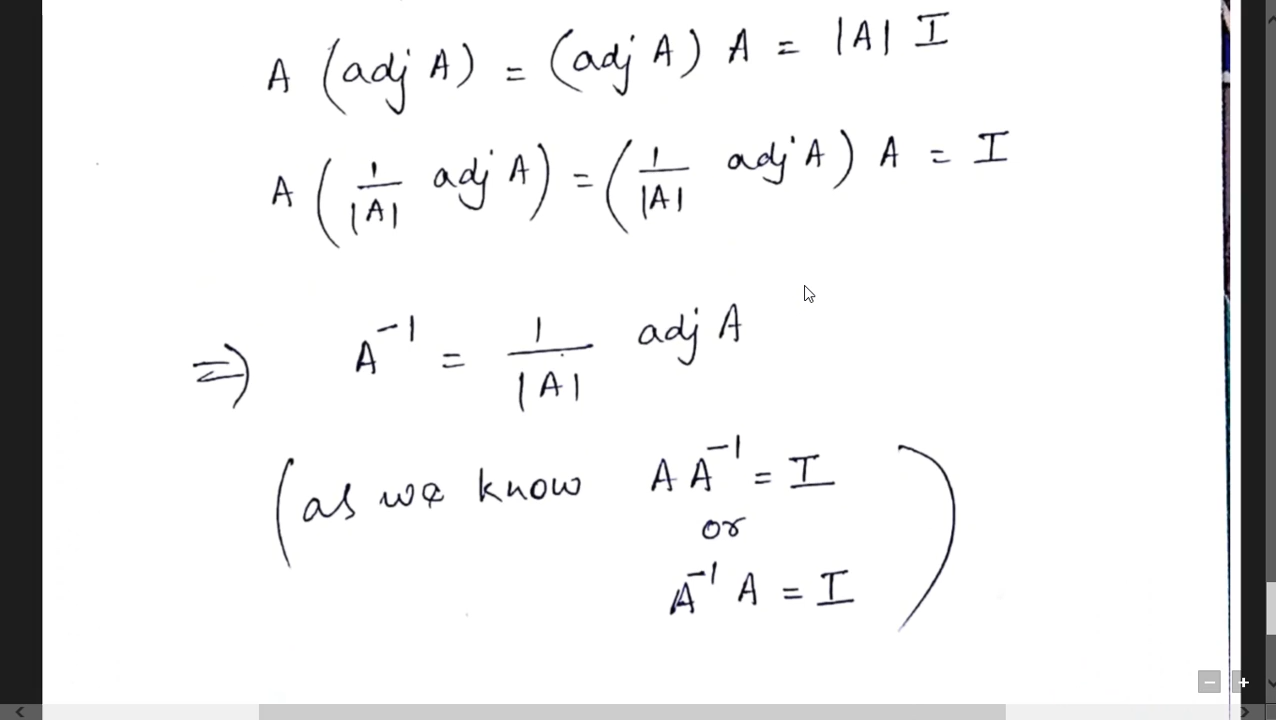 A (adj A) = (adj A) A = |A| I
A (1/|A| adj A) = (1/|A| adj A) A = I
⇒ A⁻¹ = 1/|A| adj A
(as we know A A⁻¹ = I
or
A⁻¹ A = I)